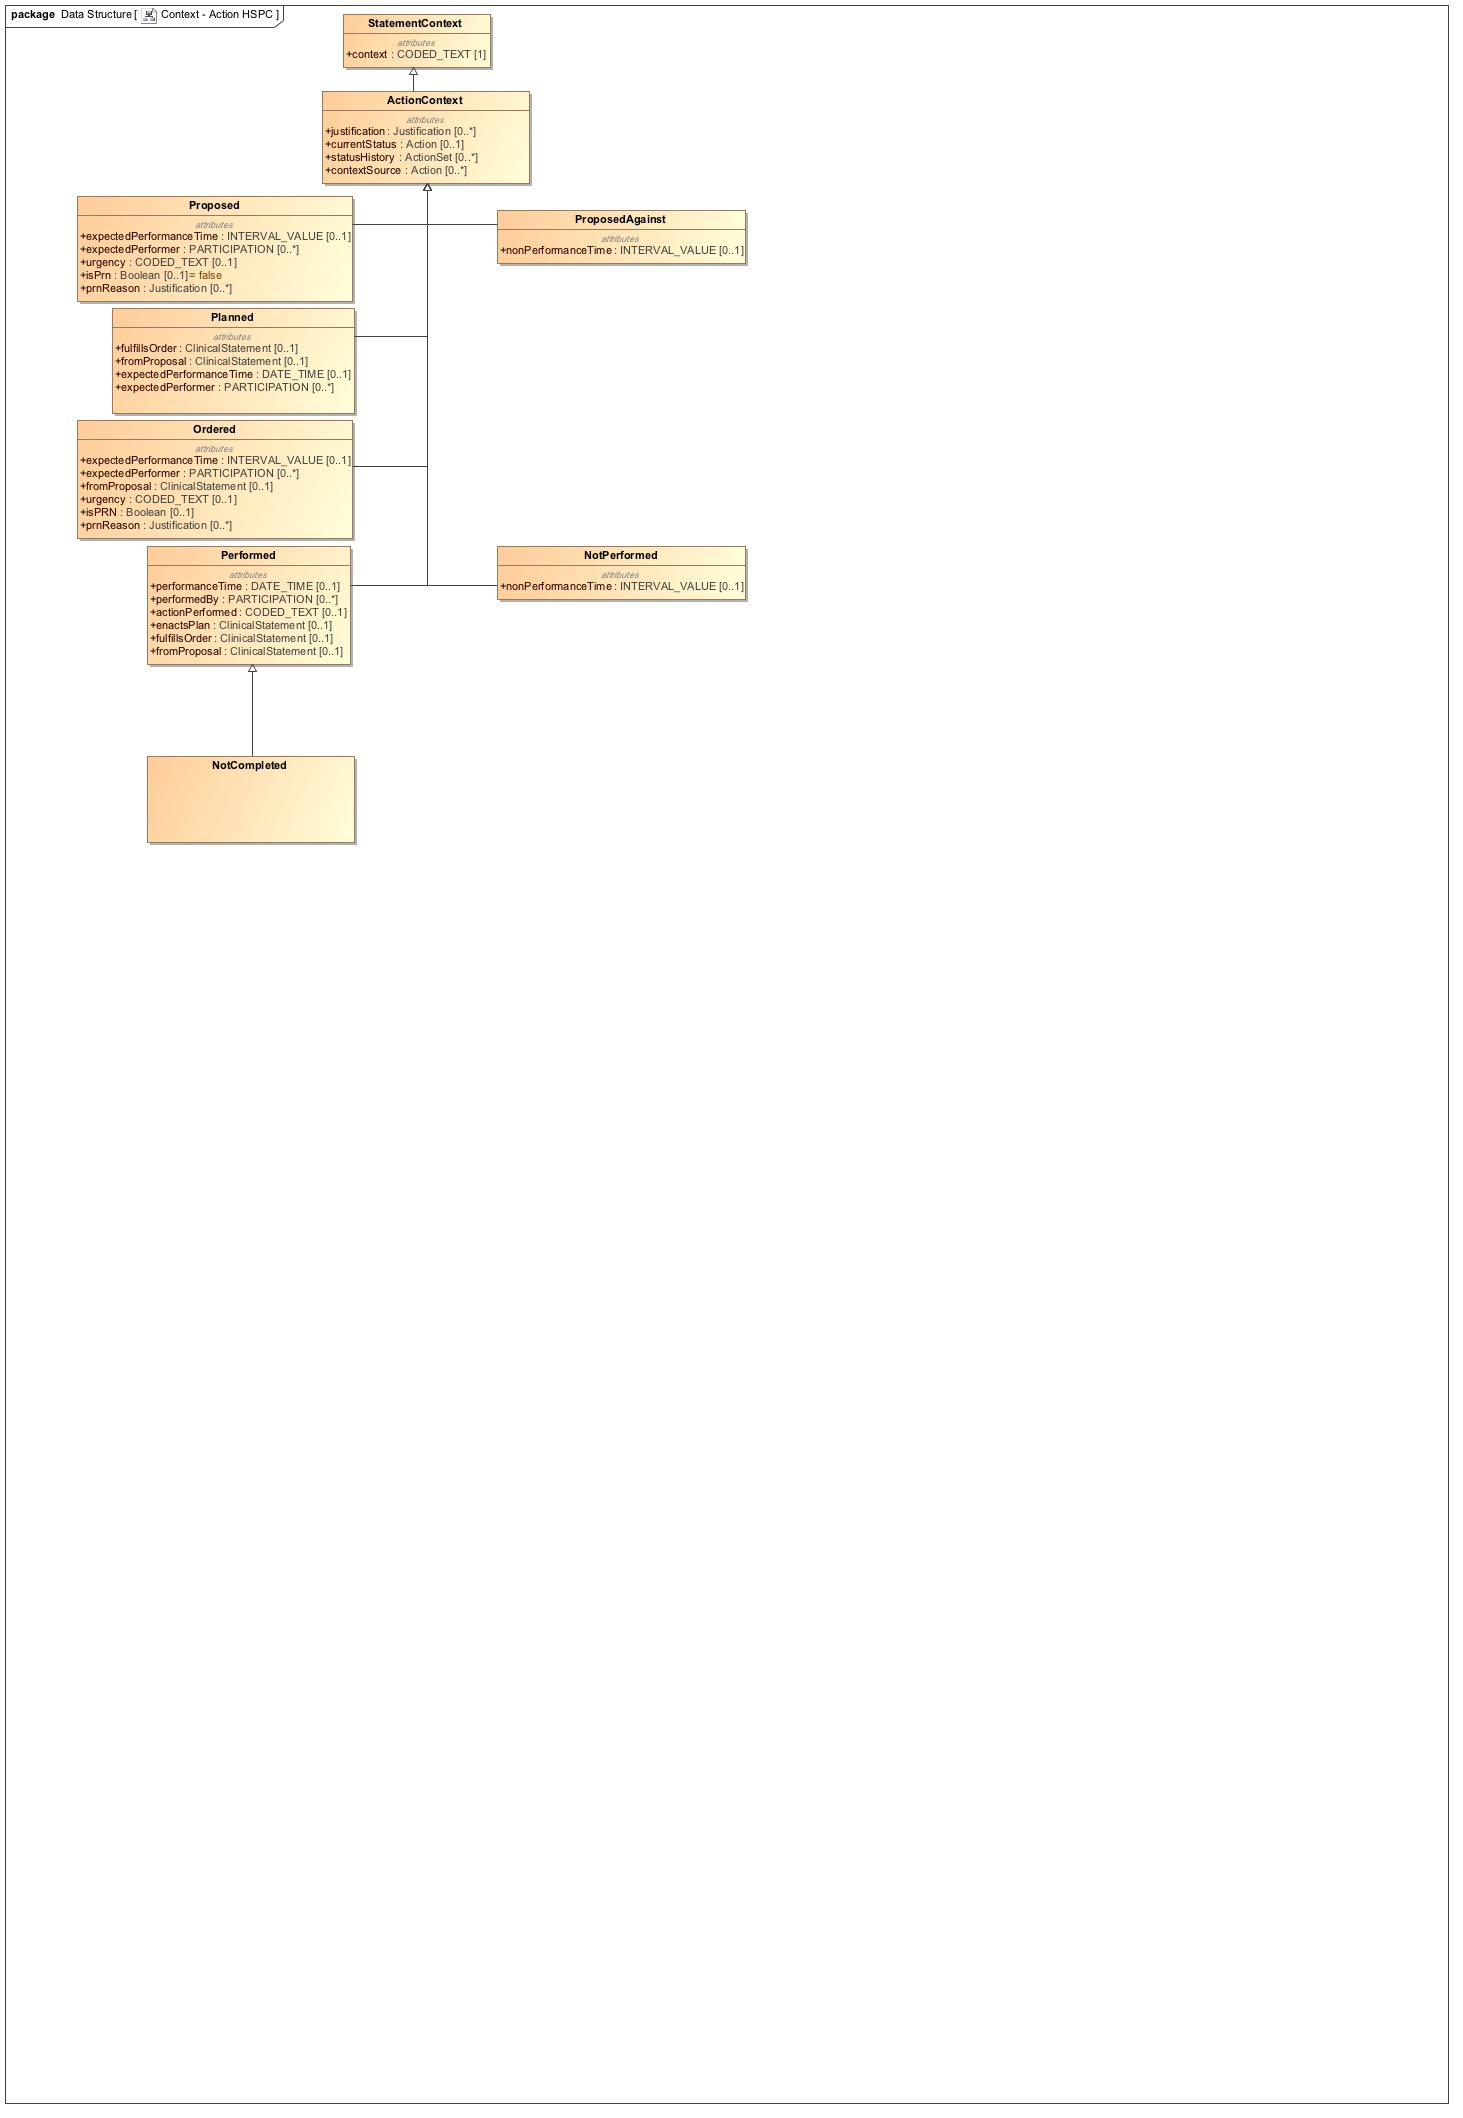 package Data Structure [ Context - Action HSPC ]
StatementContext
attributes
+context : CODED_TEXT [1]
ActionContext
attributes
+justification : Justification [0..*]
+currentStatus : Action [0..1]
+statusHistory : ActionSet [0..*]
+contextSource : Action [0..*]
Proposed
attributes
+expectedPerformanceTime : INTERVAL_VALUE [0..1]
+expectedPerformer : PARTICIPATION [0..*]
+urgency : CODED_TEXT [0..1]
+isPrn : Boolean [0..1] = false
+prnReason : Justification [0..*]
ProposedAgainst
attributes
+nonPerformanceTime : INTERVAL_VALUE [0..1]
Planned
attributes
+fulfillsOrder : ClinicalStatement [0..1]
+fromProposal : ClinicalStatement [0..1]
+expectedPerformanceTime : DATE_TIME [0..1]
+expectedPerformer : PARTICIPATION [0..*]
Ordered
attributes
+expectedPerformanceTime : INTERVAL_VALUE [0..1]
+expectedPerformer : PARTICIPATION [0..*]
+fromProposal : ClinicalStatement [0..1]
+urgency : CODED_TEXT [0..1]
+isPRN : Boolean [0..1]
+prnReason : Justification [0..*]
Performed
attributes
+performanceTime : DATE_TIME [0..1]
+performedBy : PARTICIPATION [0..*]
+actionPerformed : CODED_TEXT [0..1]
+enactsPlan : ClinicalStatement [0..1]
+fulfillsOrder : ClinicalStatement [0..1]
+fromProposal : ClinicalStatement [0..1]
NotPerformed
attributes
+nonPerformanceTime : INTERVAL_VALUE [0..1]
NotCompleted